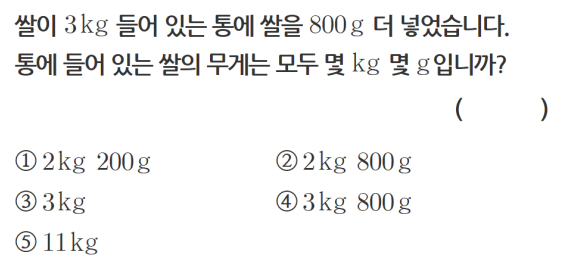 쌀이 3kg 들어 있는 통에 쌀을 800g 더 넣었습니다.
통에 들어 있는 쌀의 무게는 모두 몇 kg 몇 g입니까?
( )
① 2kg 200g ② 2kg 800g
③ 3kg ④ 3kg 800g
⑤ 11kg